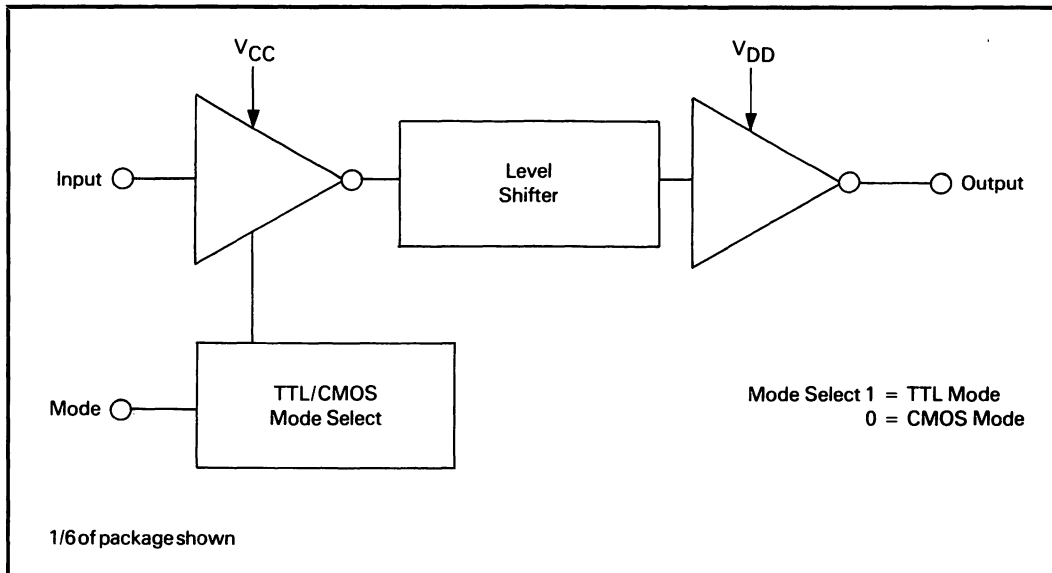 VCC
VDD
Input
Level
Shifter
Output
Mode
TTL/CMOS
Mode Select
Mode Select 1 = TTL Mode
0 = CMOS Mode
1/6 of package shown